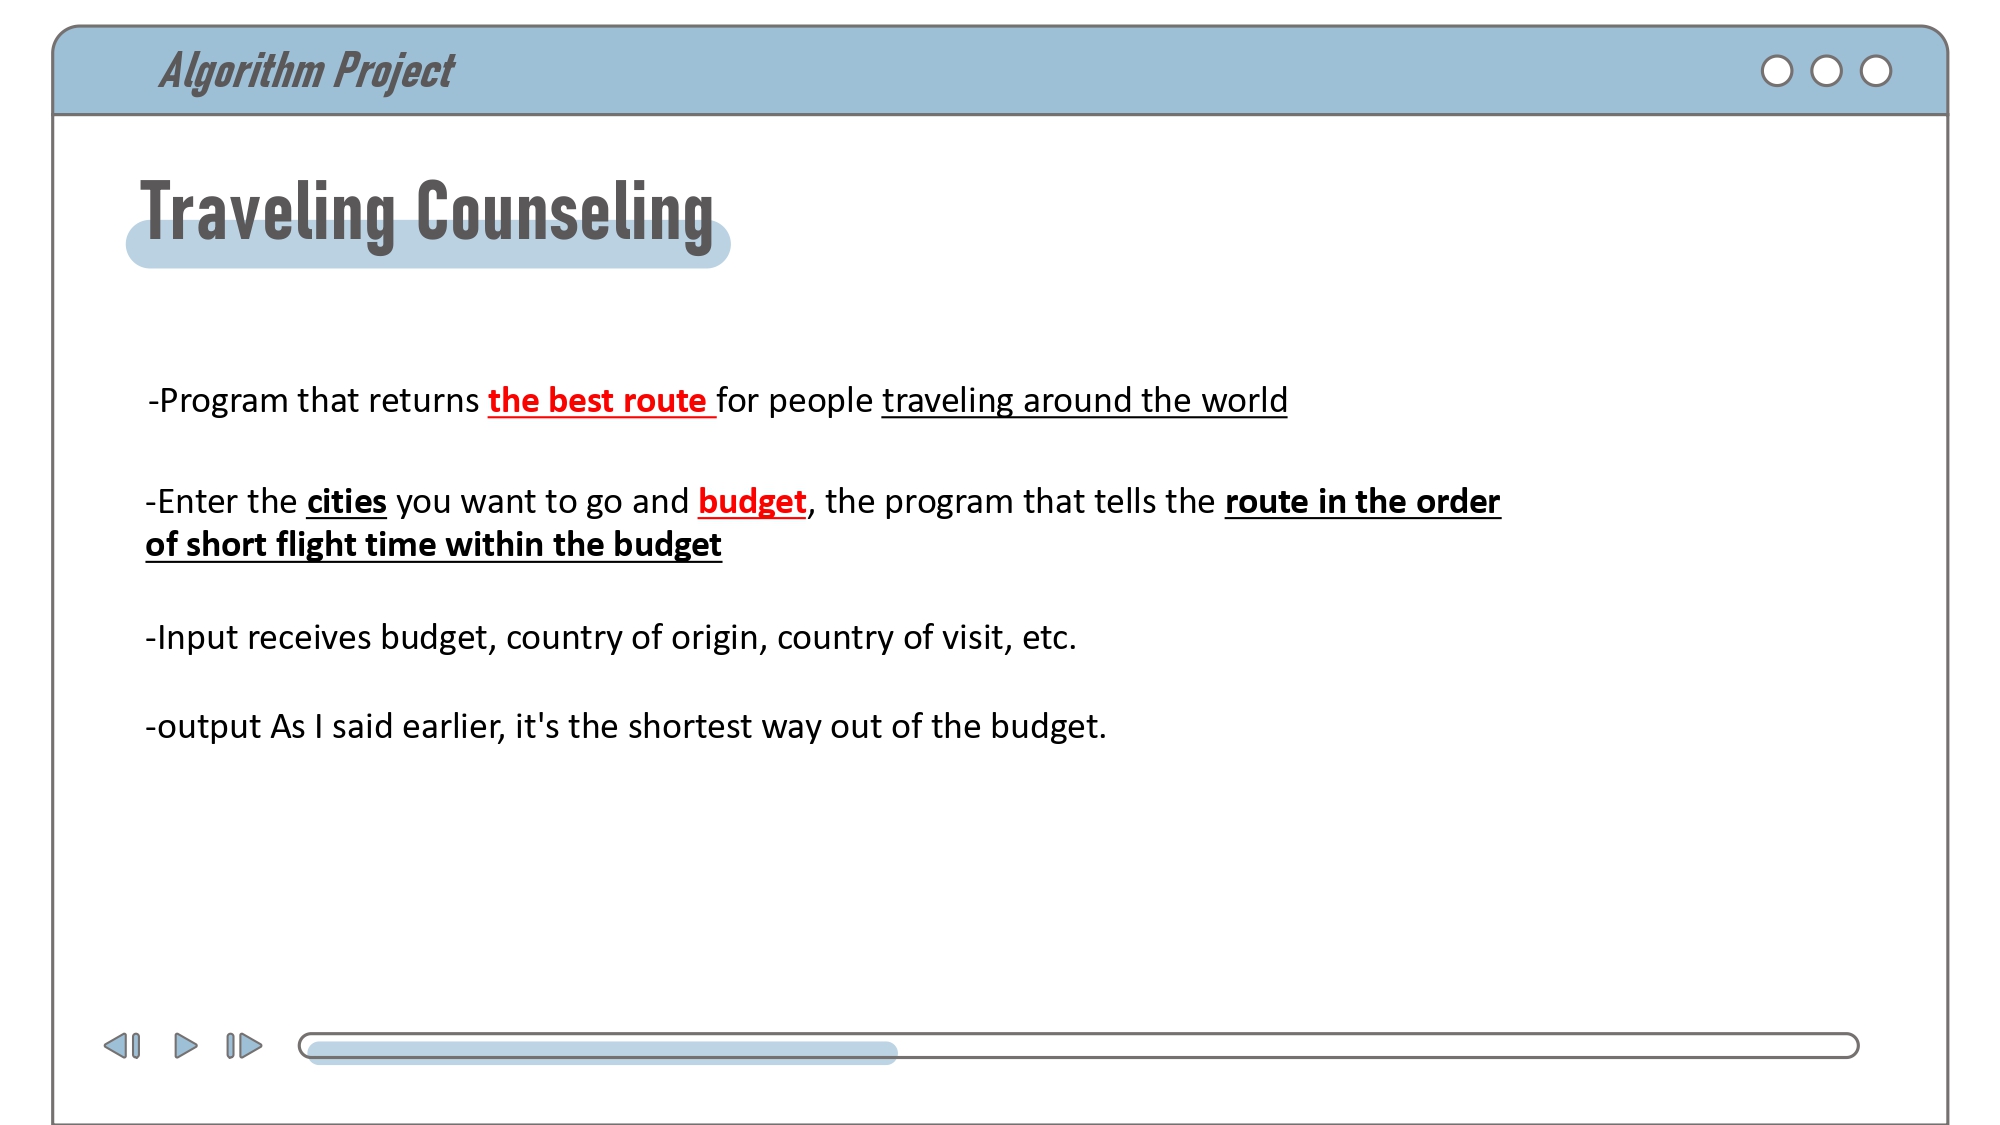 Algorithm Project
Traveling Counseling
-Program that returns the best route for people traveling around the world
-Enter the cities you want to go and budget, the program that tells the route in the order
of short flight time within the budget
-Input receives budget, country of origin, country of visit, etc.
-output As I said earlier, it's the shortest way out of the budget.